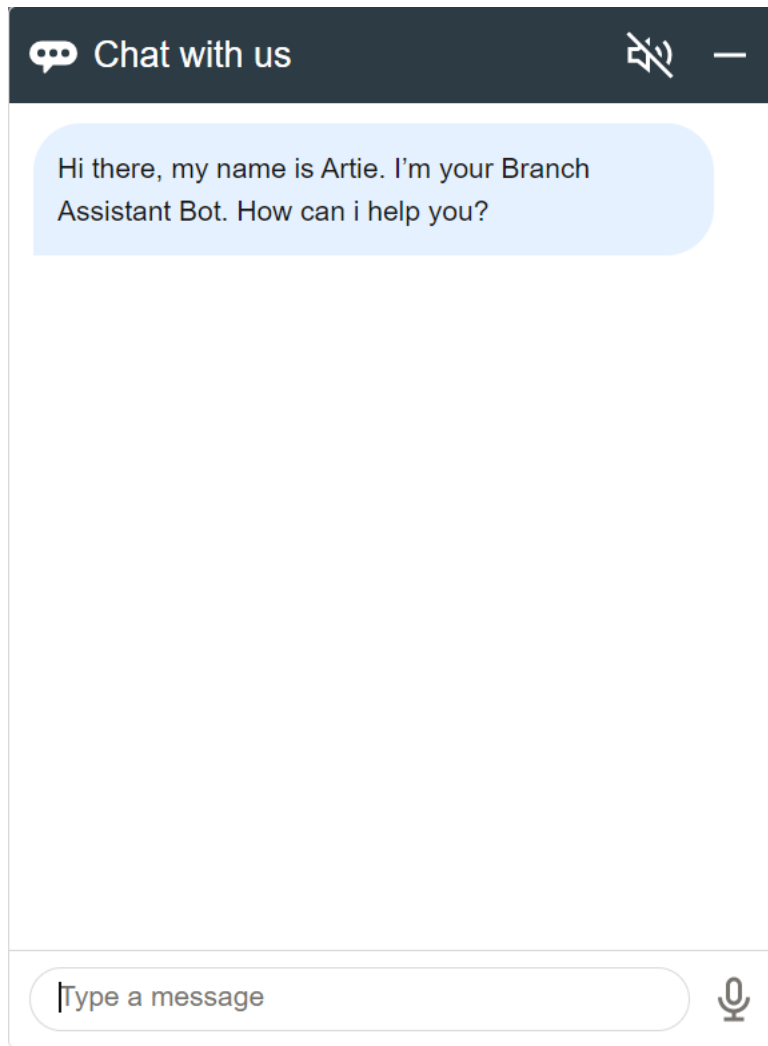 Chat with us
Hi there, my name is Artie. I’m your Branch
Assistant Bot. How can i help you?
Type a message